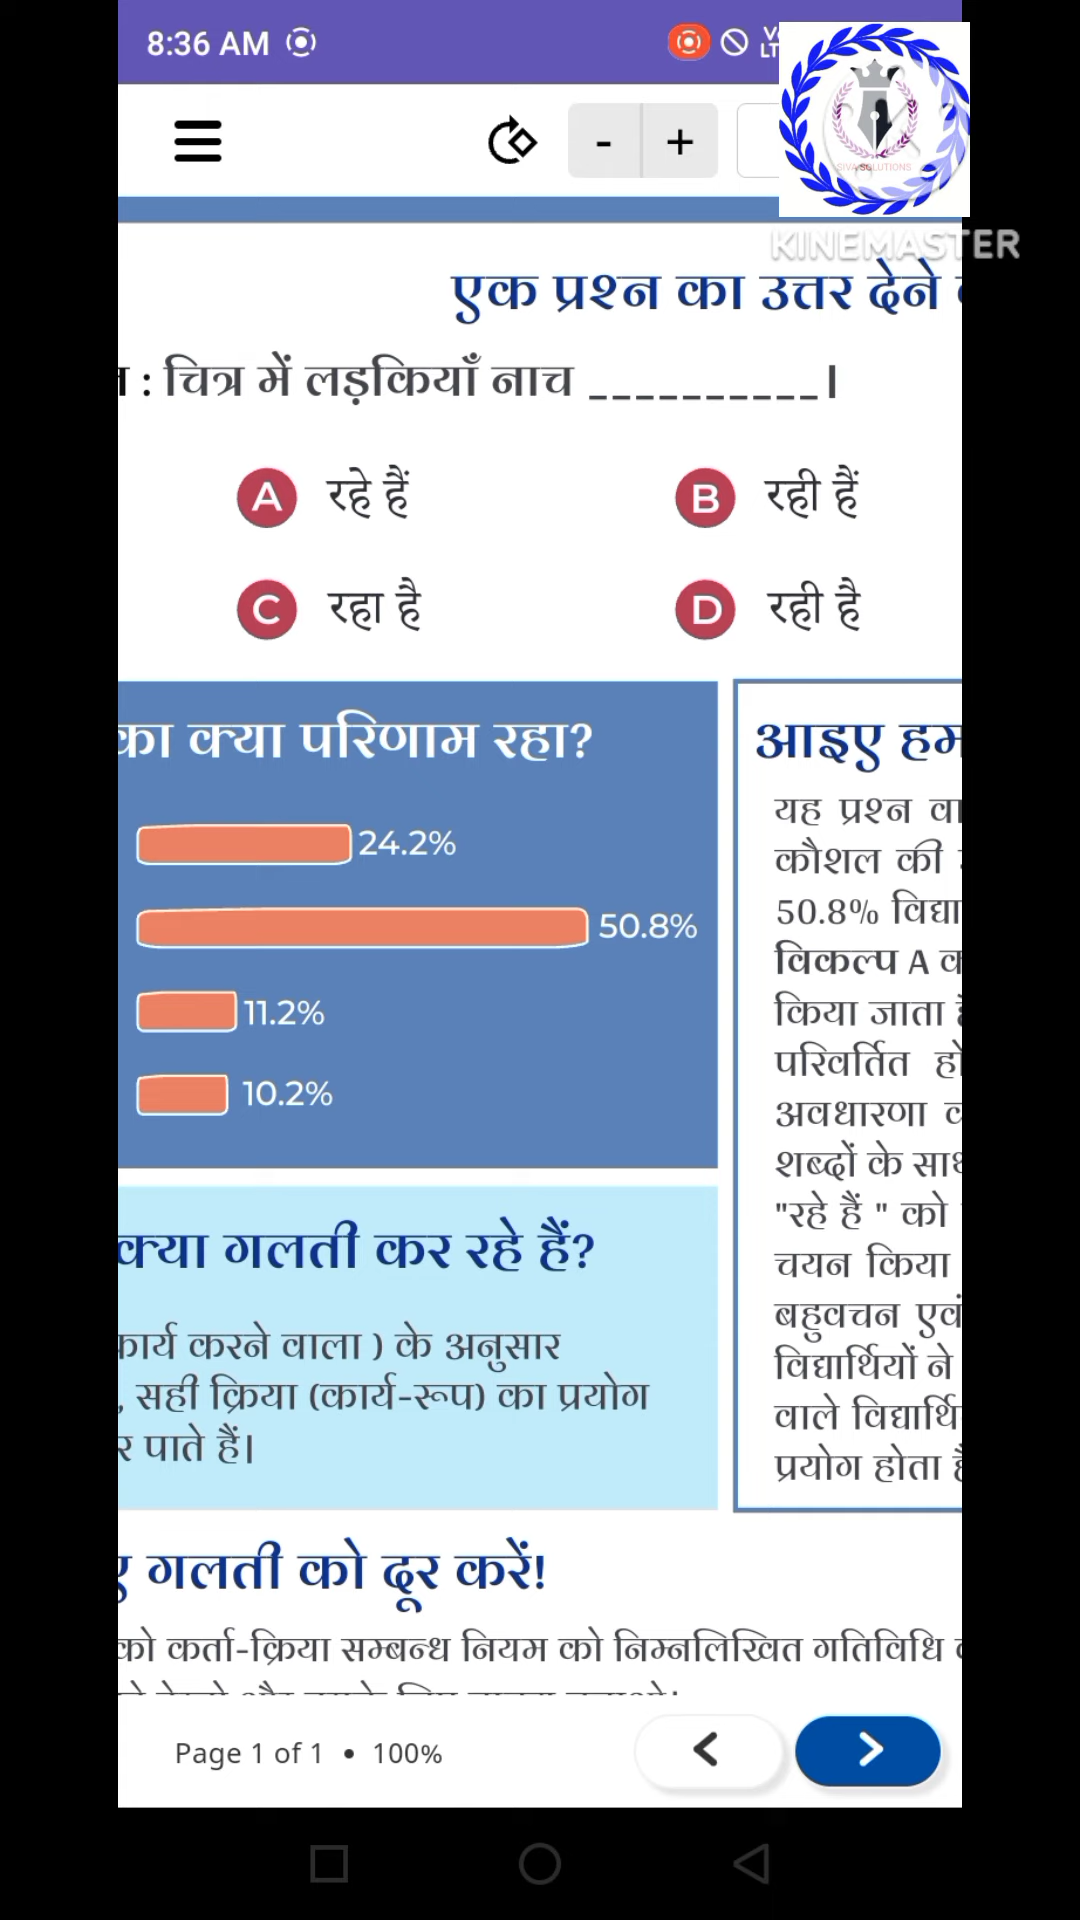 8:36 AM
- +
SIVA SOLUTIONS
KINEMASTER
एक प्रश्न का उत्तर देने
: चित्र में लड़कियाँ नाच __________।
A रहे हैं
B रही हैं
C रहा है
D रही है
का क्या परिणाम रहा?
24.2%
50.8%
11.2%
10.2%
क्या गलती कर रहे हैं?
कार्य करने वाला ) के अनुसार
, सही क्रिया (कार्य-रूप) का प्रयोग
र पाते हैं।
आइए हम
यह प्रश्न वा
कौशल की
50.8% विद्या
विकल्प A क
किया जाता
परिवर्तित हो
अवधारणा
शब्दों के साथ
"रहे हैं " को
चयन किया
बहुवचन एवं
विद्यार्थियों ने
वाले विद्यार्थि
प्रयोग होता
गलती को दूर करें!
को कर्ता-क्रिया सम्बन्ध नियम को निम्नलिखित गतिविधि
Page 1 of 1 • 100%